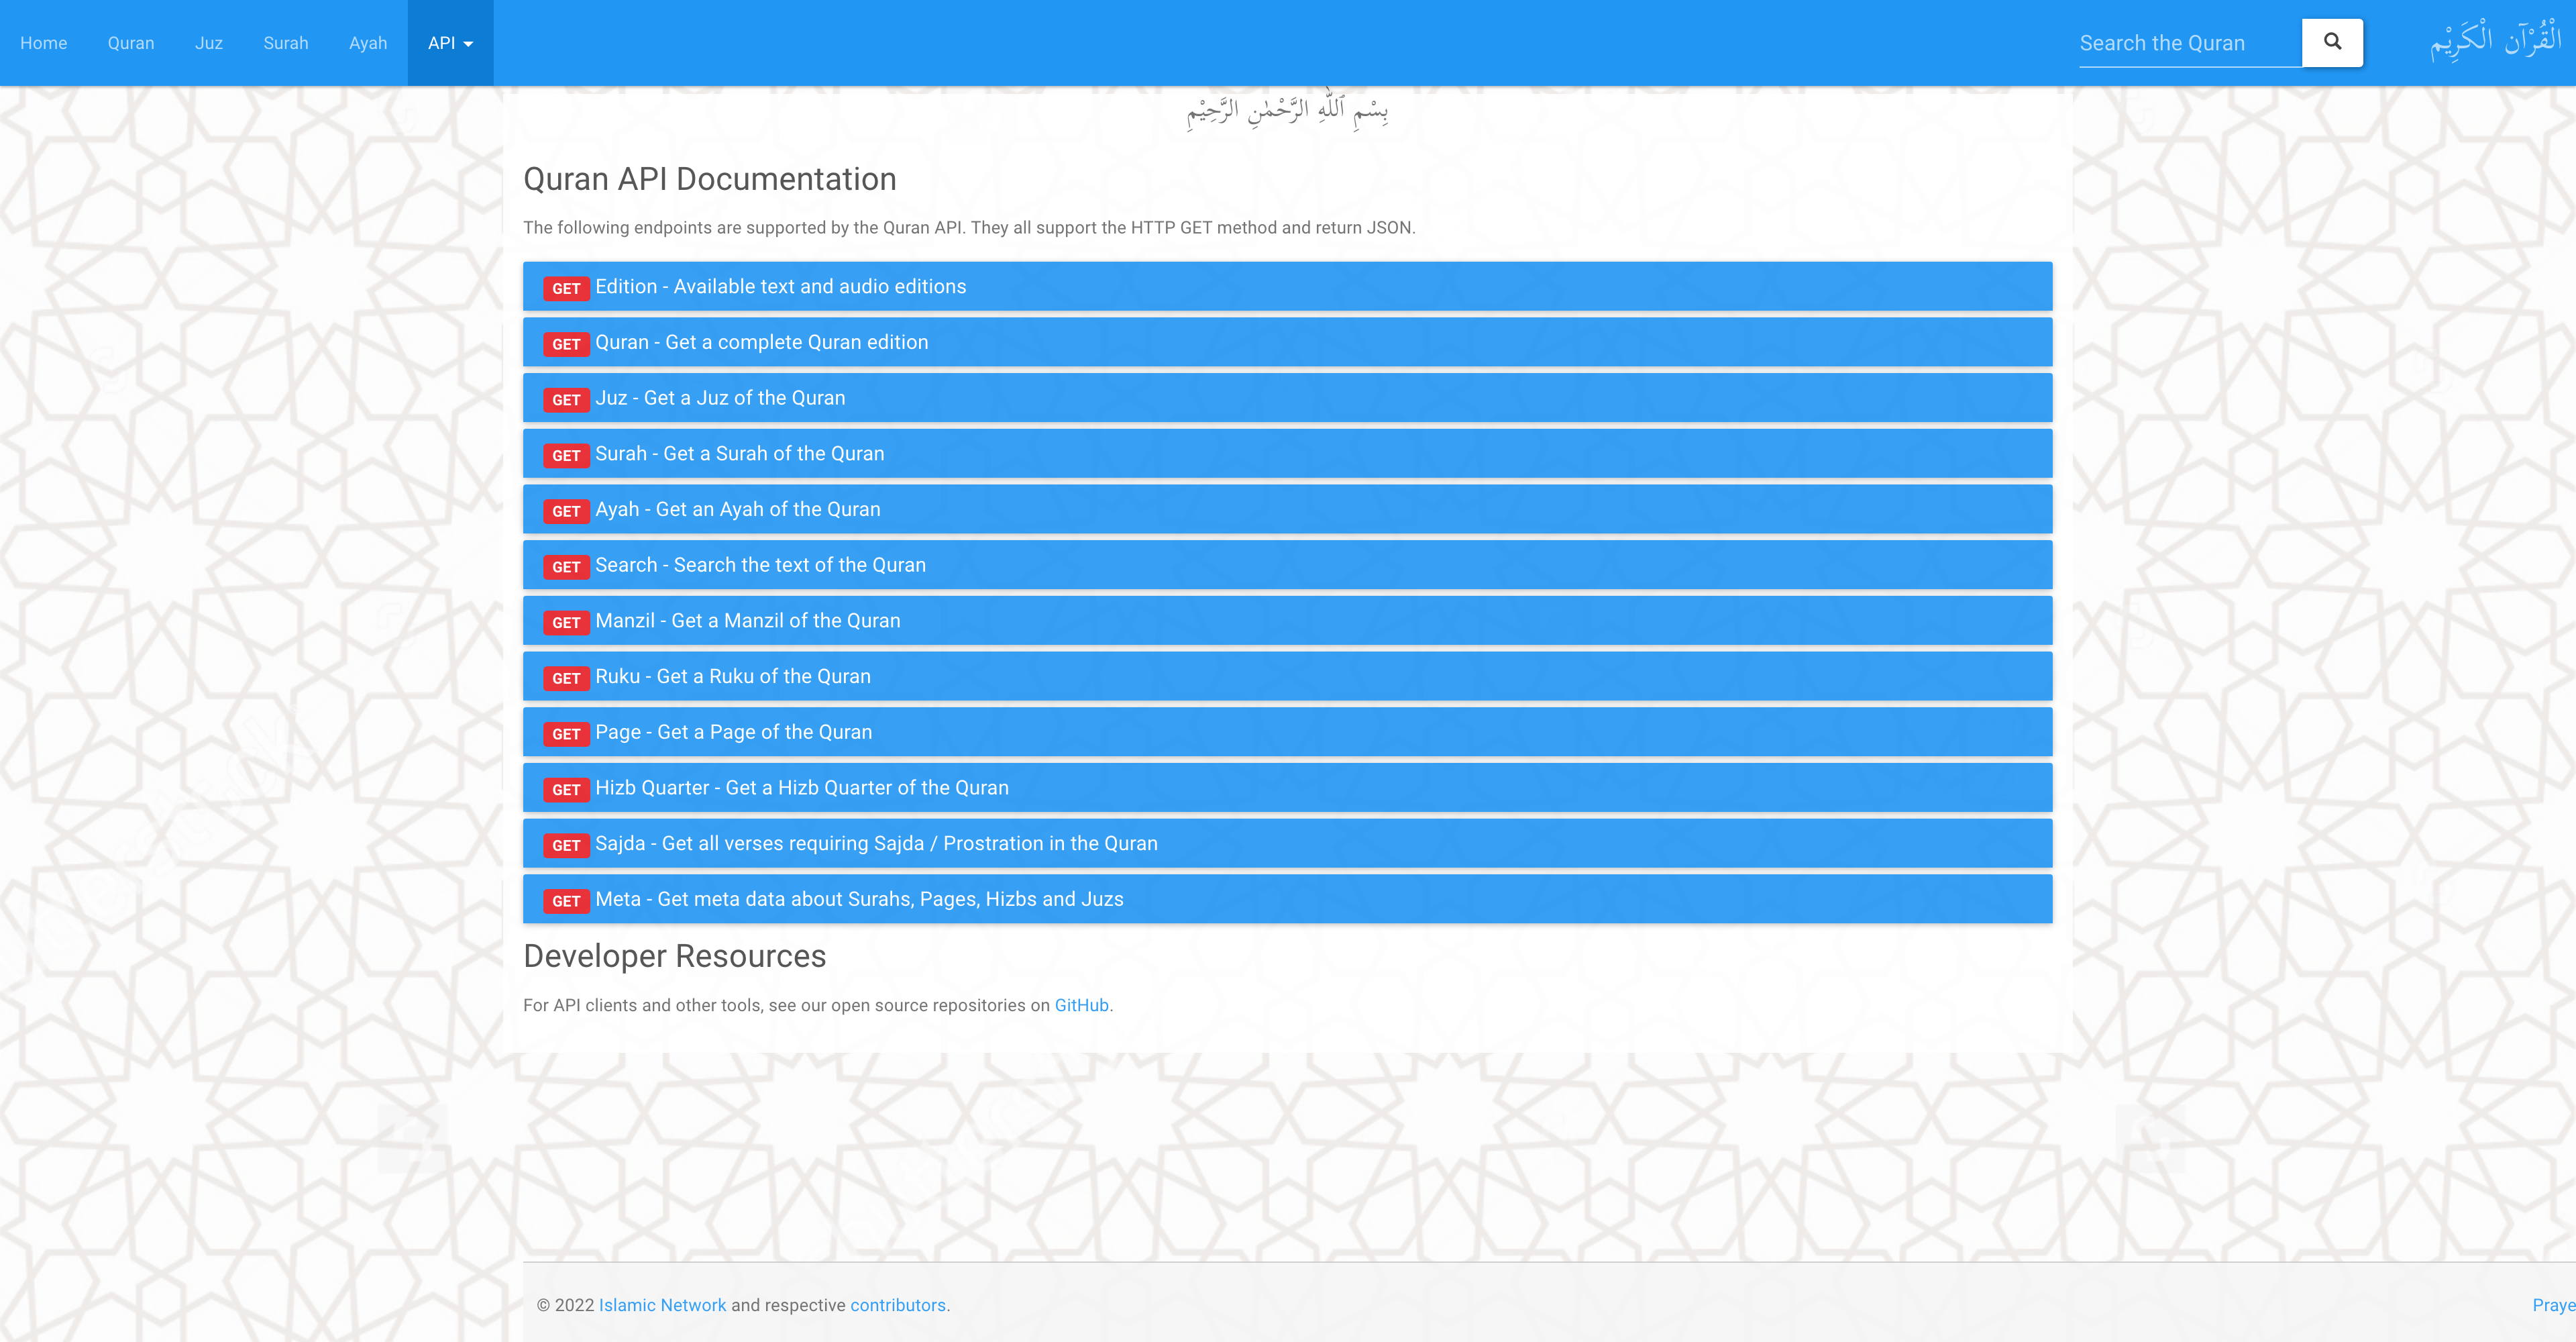 Home Quran Juz Surah Ayah API Search the Quran الْقُرْآن الْكَرِيْم
بِسْمِ ٱللَّهِ الرَّحْمٰنِ الرَّحِيْمِ
Quran API Documentation
The following endpoints are supported by the Quran API. They all support the HTTP GET method and return JSON.
GET Edition - Available text and audio editions
GET Quran - Get a complete Quran edition
GET Juz - Get a Juz of the Quran
GET Surah - Get a Surah of the Quran
GET Ayah - Get an Ayah of the Quran
GET Search - Search the text of the Quran
GET Manzil - Get a Manzil of the Quran
GET Ruku - Get a Ruku of the Quran
GET Page - Get a Page of the Quran
GET Hizb Quarter - Get a Hizb Quarter of the Quran
GET Sajda - Get all verses requiring Sajda / Prostration in the Quran
GET Meta - Get meta data about Surahs, Pages, Hizbs and Juzs
Developer Resources
For API clients and other tools, see our open source repositories on GitHub.
© 2022 Islamic Network and respective contributors. Praye